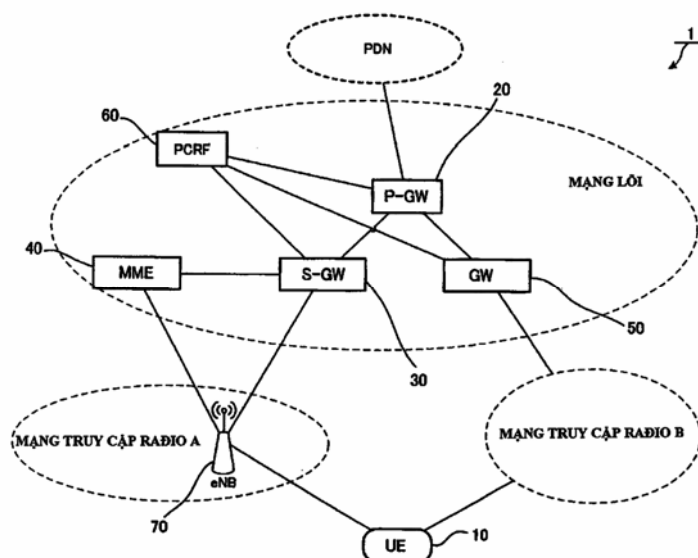 1
PDN
20
60
PCRF
P-GW
MẠNG LÕI
40
MME
S-GW
GW
50
30
MẠNG TRUY CẬP RAĐIO A
MẠNG TRUY CẬP RAĐIO B
eNB
70
10
UE